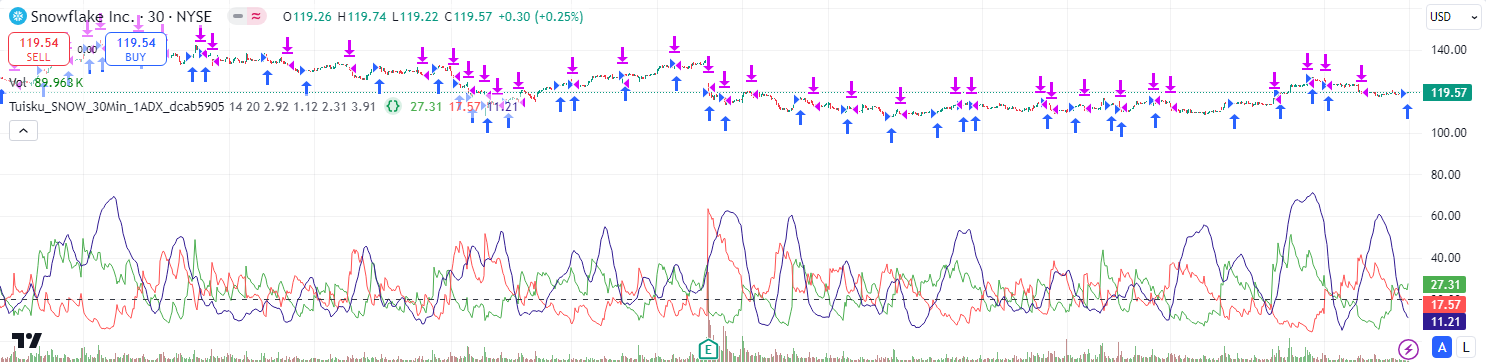 Snowflake Inc. · 30 · NYSE O119.26 H119.74 L119.22 C119.57 +0.30 (+0.25%)
USD
119.54 SELL
0.00
119.54 BUY
140.00
Vol 89.963 K
119.57
Tuisku_SNOW_30Min_1ADX_dcab5905 14 20 2.92 1.12 2.31 3.91 27.31 17.57 11.21
100.00
80.00
60.00
40.00
27.31
17.57
11.21
E
A L